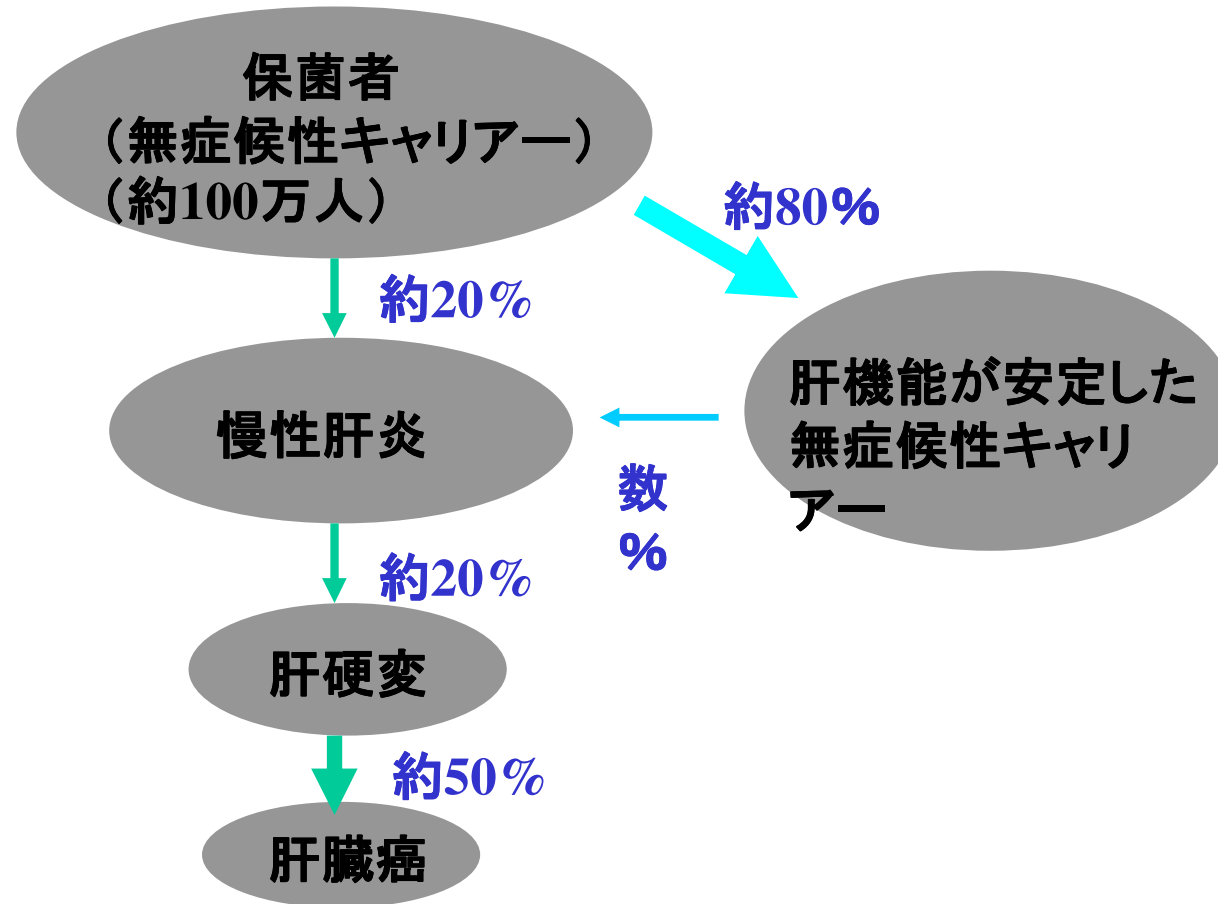 保菌者
（無症候性キャリアー）
（約100万人）
約80%
約20%
慢性肝炎
肝機能が安定した
無症候性キャリ
アー
数
%
約20%
肝硬変
約50%
肝臓癌